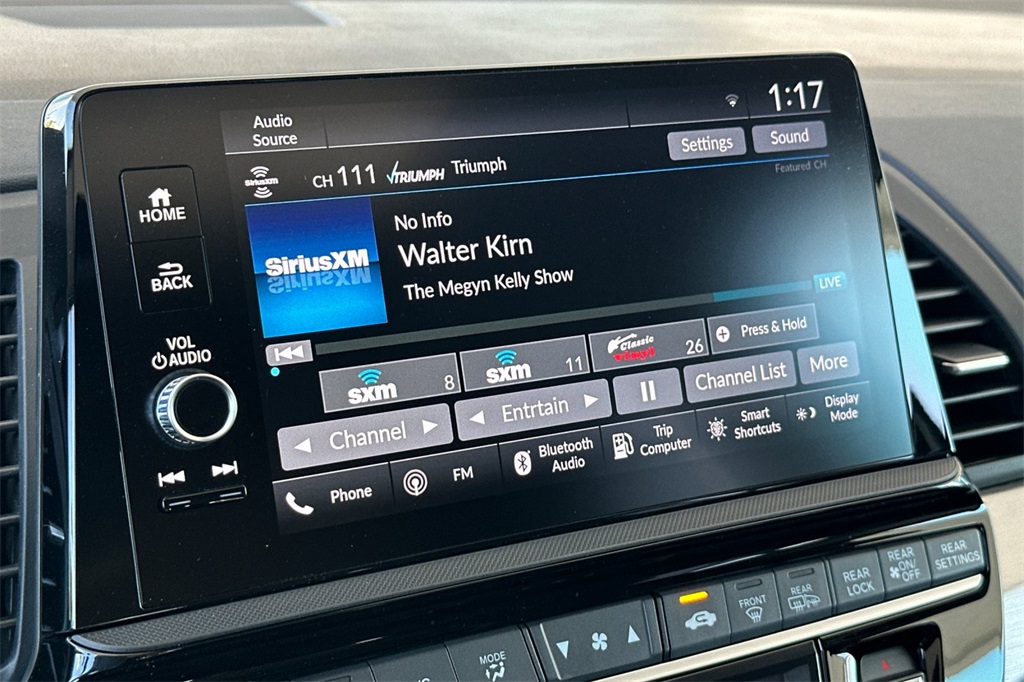 1:17
Audio
Source
Settings
Sound
SiriusXM
CH 111
TRIUMPH
Triumph
Featured CH
HOME
No Info
SiriusXM
Walter Kirn
The Megyn Kelly Show
BACK
LIVE
VOL
AUDIO
sxm 8
sxm 11
Classic
26
Press & Hold
Channel
Entrtain
Channel List
More
Phone
FM
Bluetooth
Audio
Trip
Computer
Smart
Shortcuts
Display
Mode
MODE
FRONT
REAR
REAR
LOCK
REAR
ON/
OFF
REAR
SETTINGS